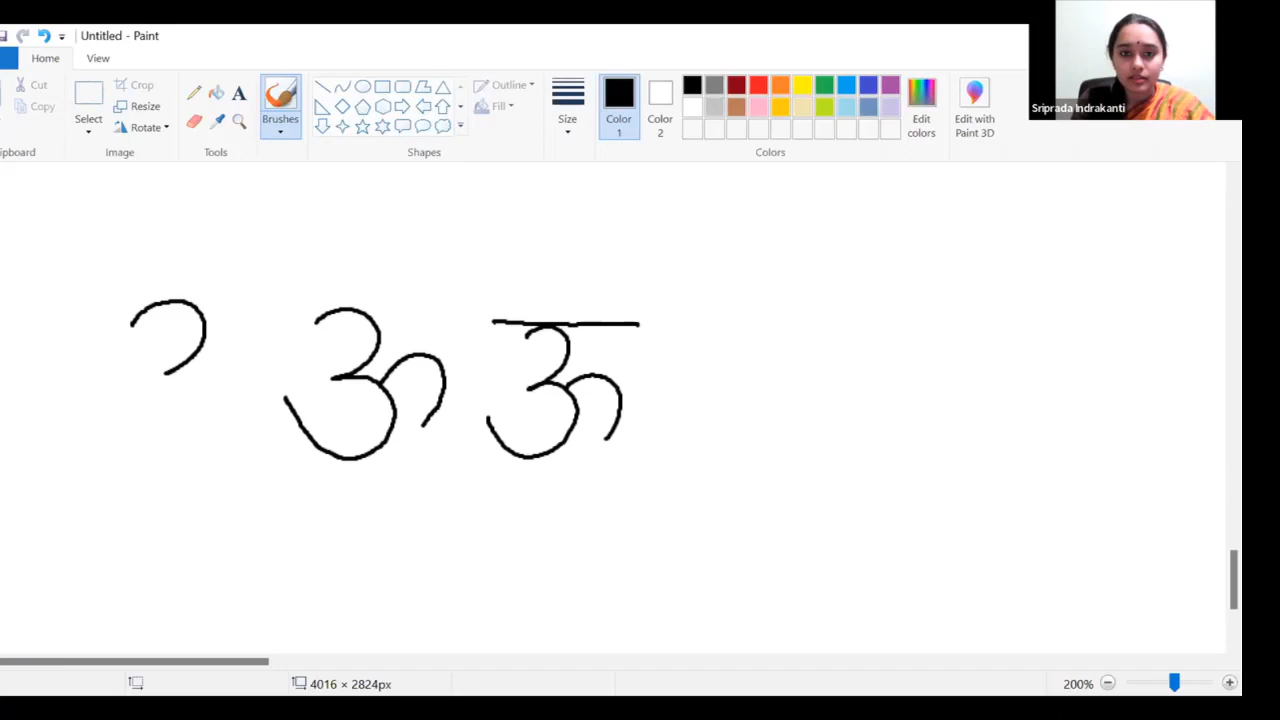 Untitled - Paint
Home View
Cut
Copy
Select
Crop
Resize
Rotate
Brushes
Outline
Fill
Size
Color 1
Color 2
Edit colors
Edit with Paint 3D
lipboard
Image
Tools
Shapes
Colors
Sriprada Indrakanti
ऊ
4016 × 2824px
200%